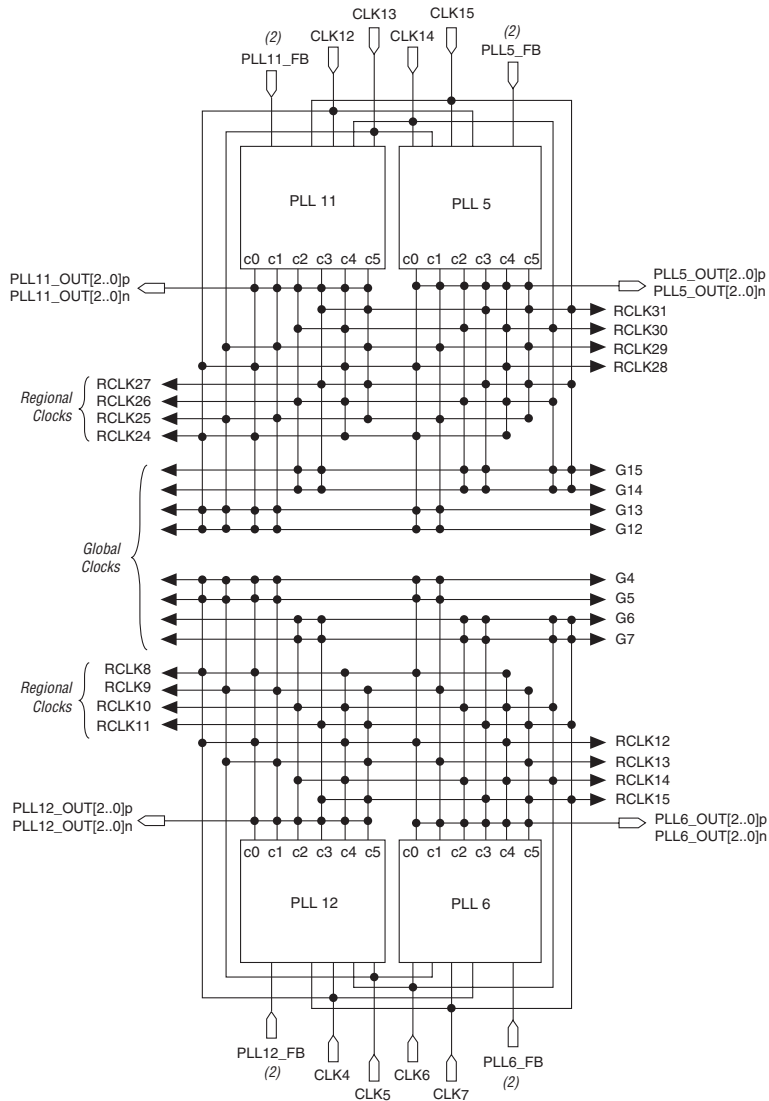 CLK13 CLK15
(2) CLK12 CLK14 (2)
PLL11_FB PLL5_FB
PLL 11 PLL 5
c0 c1 c2 c3 c4 c5 c0 c1 c2 c3 c4 c5
PLL11_OUT[2..0]p PLL5_OUT[2..0]p
PLL11_OUT[2..0]n PLL5_OUT[2..0]n
RCLK31
RCLK30
RCLK29
RCLK28
Regional
Clocks
RCLK27
RCLK26
RCLK25
RCLK24
G15
G14
G13
G12
Global
Clocks
G4
G5
G6
G7
Regional
Clocks
RCLK8
RCLK9
RCLK10
RCLK11
RCLK12
RCLK13
RCLK14
RCLK15
PLL12_OUT[2..0]p PLL6_OUT[2..0]p
PLL12_OUT[2..0]n PLL6_OUT[2..0]n
c0 c1 c2 c3 c4 c5 c0 c1 c2 c3 c4 c5
PLL 12 PLL 6
PLL12_FB PLL6_FB
(2) CLK4 CLK6 (2)
CLK5 CLK7